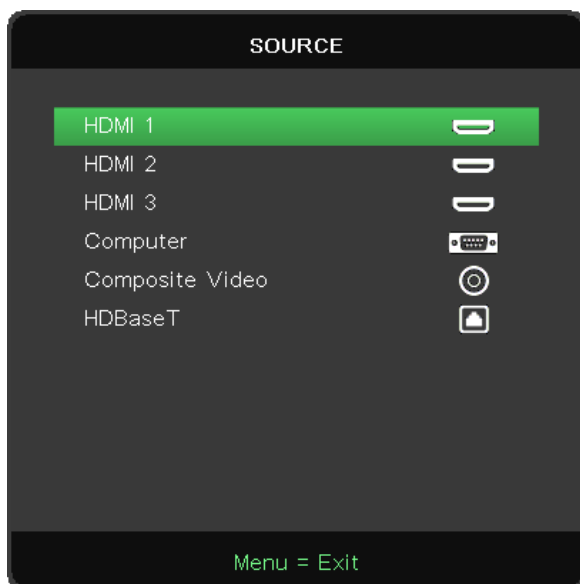 SOURCE
HDMI 1
HDMI 2
HDMI 3
Computer
Composite Video
HDBaseT
Menu = Exit